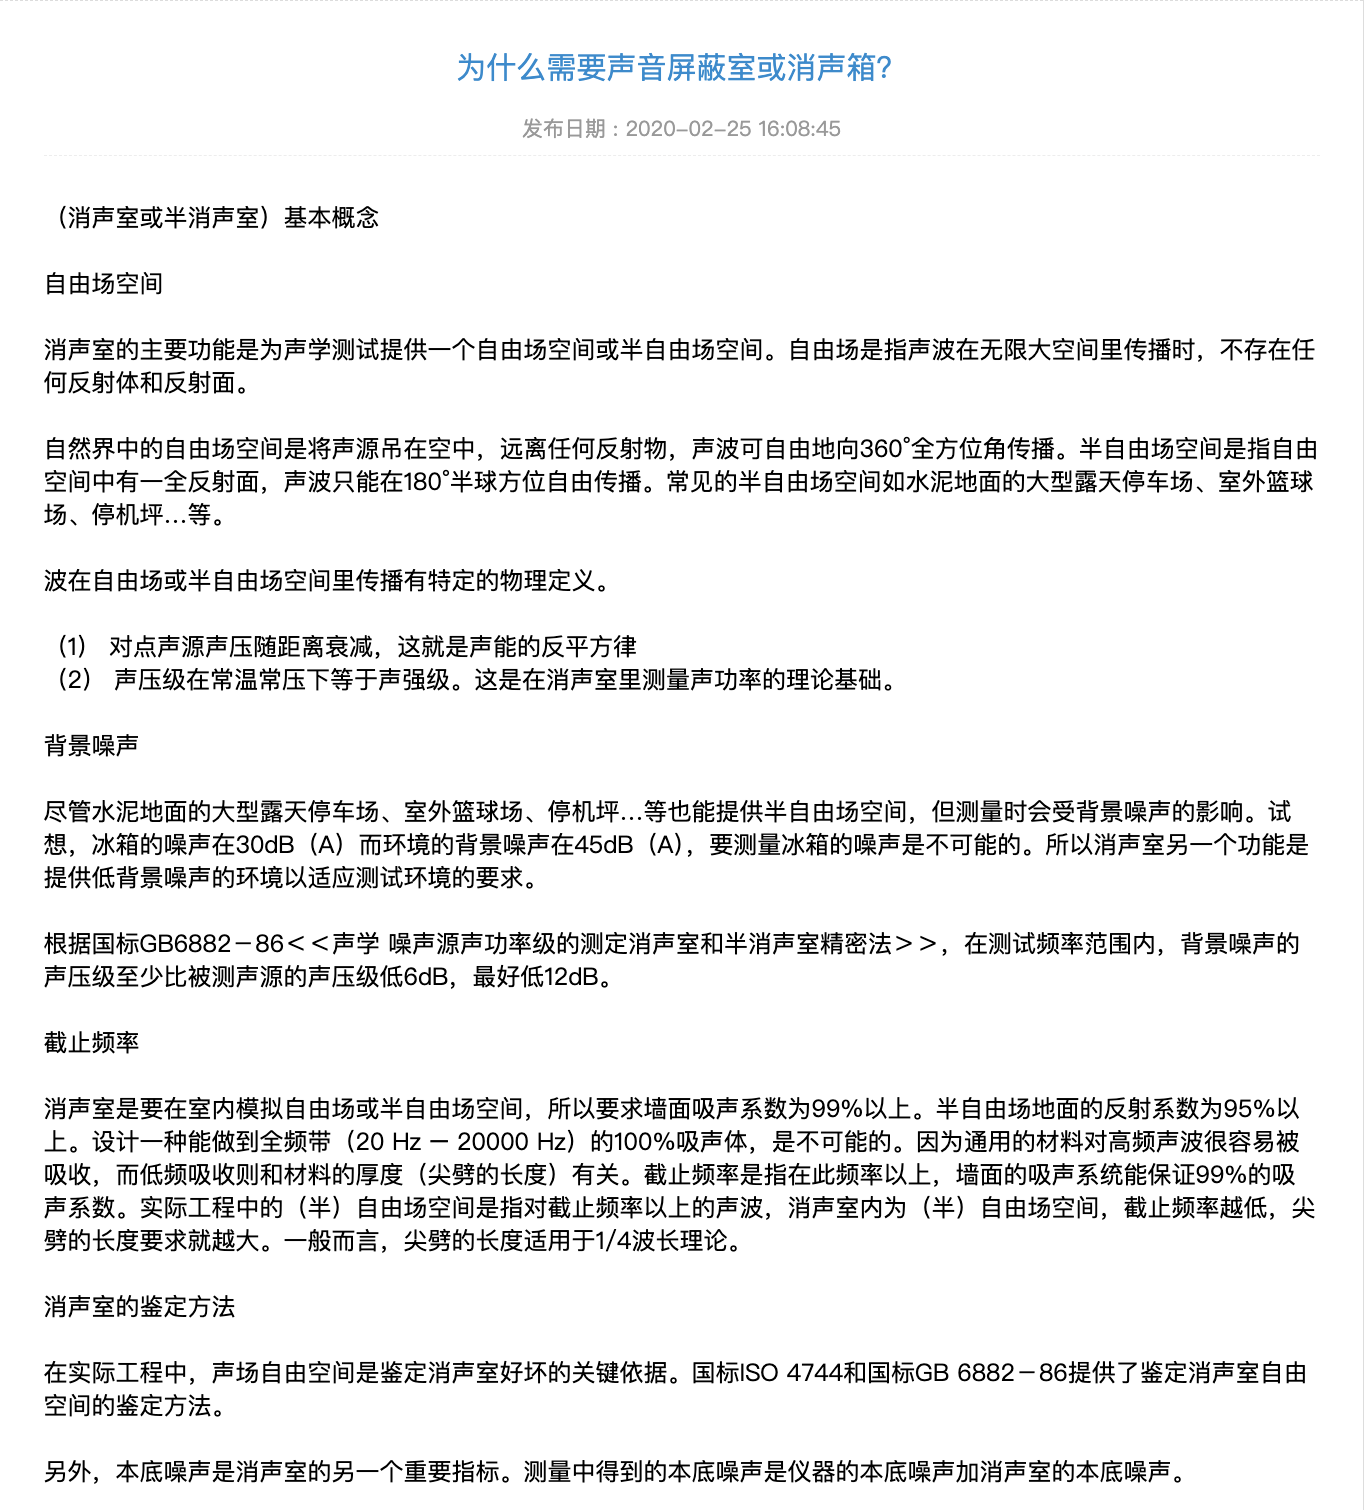 为什么需要声音屏蔽室或消声箱?
发布日期：2020-02-25 16:08:45
（消声室或半消声室）基本概念
自由场空间
消声室的主要功能是为声学测试提供一个自由场空间或半自由场空间。自由场是指声波在无限大空间里传播时，不存在任
何反射体和反射面。
自然界中的自由场空间是将声源吊在空中，远离任何反射物，声波可自由地向360°全方位角传播。半自由场空间是指自由
空间中有一全反射面，声波只能在180°半球方位自由传播。常见的半自由场空间如水泥地面的大型露天停车场、室外篮球
场、停机坪…等。
波在自由场或半自由场空间里传播有特定的物理定义。
（1） 对点声源声压随距离衰减，这就是声能的反平方律
（2） 声压级在常温常压下等于声强级。这是在消声室里测量声功率的理论基础。
背景噪声
尽管水泥地面的大型露天停车场、室外篮球场、停机坪…等也能提供半自由场空间，但测量时会受背景噪声的影响。试
想，冰箱的噪声在30dB（A）而环境的背景噪声在45dB（A），要测量冰箱的噪声是不可能的。所以消声室另一个功能是
提供低背景噪声的环境以适应测试环境的要求。
根据国标GB6882－86＜＜声学 噪声源声功率级的测定消声室和半消声室精密法＞＞，在测试频率范围内，背景噪声的
声压级至少比被测声源的声压级低6dB，最好低12dB。
截止频率
消声室是要在室内模拟自由场或半自由场空间，所以要求墙面吸声系数为99%以上。半自由场地面的反射系数为95%以
上。设计一种能做到全频带（20 Hz — 20000 Hz）的100%吸声体，是不可能的。因为通用的材料对高频声波很容易被
吸收，而低频吸收则和材料的厚度（尖劈的长度）有关。截止频率是指在此频率以上，墙面的吸声系统能保证99%的吸
声系数。实际工程中的（半）自由场空间是指对截止频率以上的声波，消声室内为（半）自由场空间，截止频率越低，尖
劈的长度要求就越大。一般而言，尖劈的长度适用于1/4波长理论。
消声室的鉴定方法
在实际工程中，声场自由空间是鉴定消声室好坏的关键依据。国标ISO 4744和国标GB 6882－86提供了鉴定消声室自由
空间的鉴定方法。
另外，本底噪声是消声室的另一个重要指标。测量中得到的本底噪声是仪器的本底噪声加消声室的本底噪声。